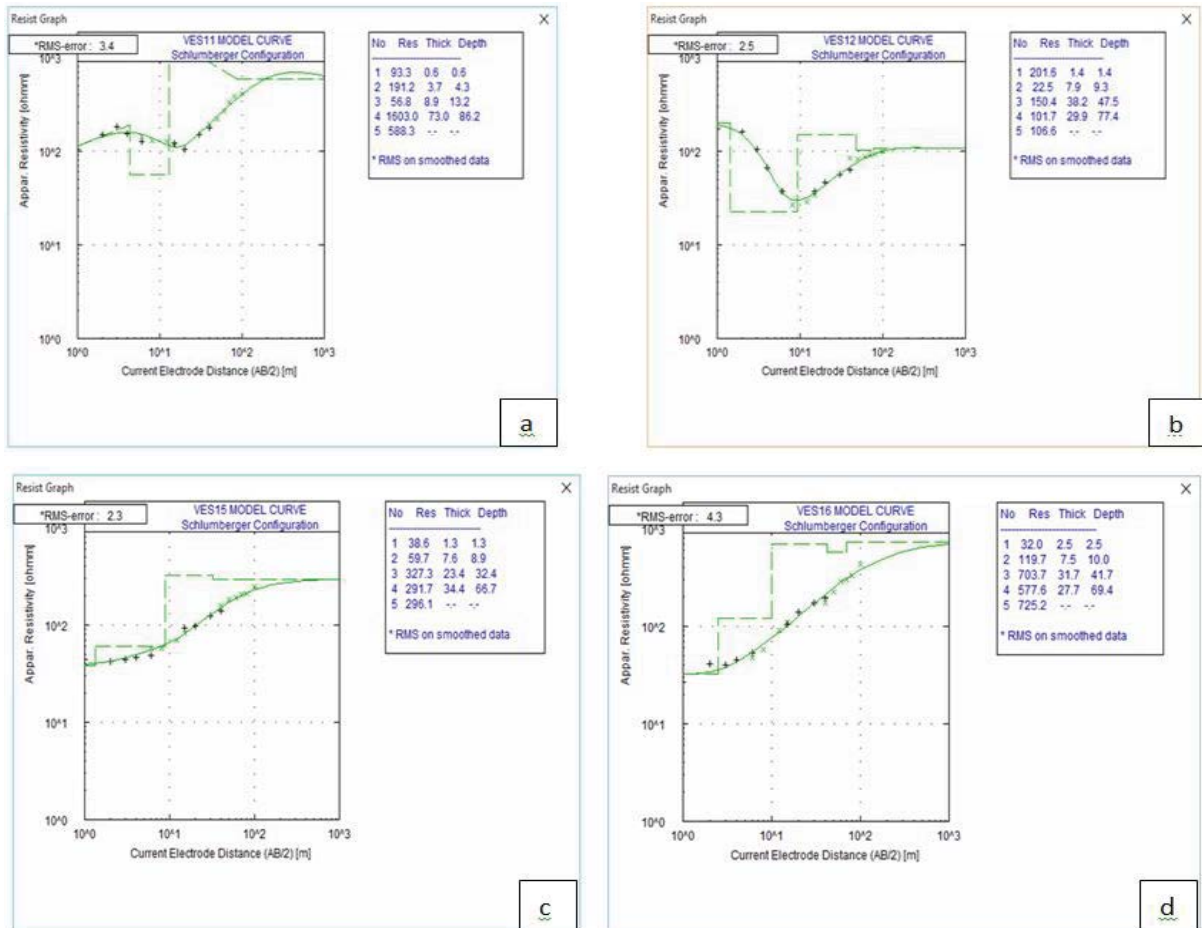 Resist Graph X
*RMS-error : 3.4
VES11 MODEL CURVE
Schlumberger Configuration
Appar. Resistivity [ohmm]
10^3
10^2
10^1
10^0
10^0 10^1 10^2 10^3
Current Electrode Distance (AB/2) [m]
No Res Thick Depth
1 93.3 0.6 0.6
2 191.2 3.7 4.3
3 56.8 8.9 13.2
4 1603.0 73.0 86.2
5 588.3 -.- -.-
* RMS on smoothed data
a
X
*RMS-error : 2.5
VES12 MODEL CURVE
Schlumberger Configuration
Appar. Resistivity [ohmm]
10^3
10^2
10^1
10^0
10^0 10^1 10^2 10^3
Current Electrode Distance (AB/2) [m]
No Res Thick Depth
1 201.6 1.4 1.4
2 22.5 7.9 9.3
3 150.4 38.2 47.5
4 101.7 29.9 77.4
5 106.6 -.- -.-
* RMS on smoothed data
b
Resist Graph X
*RMS-error : 2.3
VES15 MODEL CURVE
Schlumberger Configuration
Appar. Resistivity [ohmm]
10^3
10^2
10^1
10^0
10^0 10^1 10^2 10^3
Current Electrode Distance (AB/2) [m]
No Res Thick Depth
1 38.6 1.3 1.3
2 59.7 7.6 8.9
3 327.3 23.4 32.4
4 291.7 34.4 66.7
5 296.1 -.- -.-
* RMS on smoothed data
c
Resist Graph X
*RMS-error : 4.3
VES16 MODEL CURVE
Schlumberger Configuration
Appar. Resistivity [ohmm]
10^3
10^2
10^1
10^0
10^0 10^1 10^2 10^3
Current Electrode Distance (AB/2) [m]
No Res Thick Depth
1 32.0 2.5 2.5
2 119.7 7.5 10.0
3 703.7 31.7 41.7
4 577.6 27.7 69.4
5 725.2 -.- -.-
* RMS on smoothed data
d